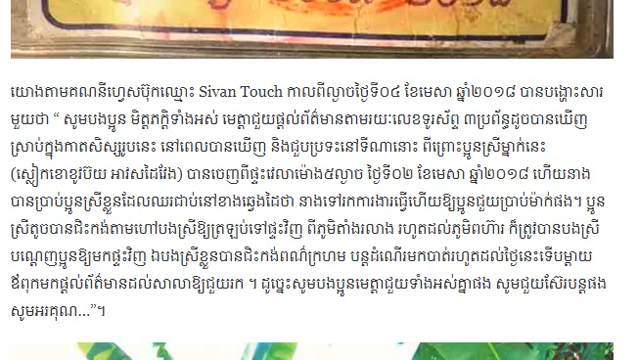 យោងតាមគណនីហ្វេសប៊ុកឈ្មោះ Sivan Touch កាលពីល្ងាចថ្ងៃទី០៤ ខែមេសា ឆ្នាំ២០១៨ បានបង្ហោះសារ
មួយថា “ សូមបងប្អូន មិត្តភក្ដិទាំងអស់ មេត្តាជួយផ្ដល់ព័ត៌មានតាមរយៈលេខទូរស័ព្ទ ៣ប្រព័ន្ធដូចបានឃើញ
ស្រាប់ក្នុងកាតសិស្សរូបនេះ នៅពេលបានឃើញ និងជួបប្រទះនៅទីណានោះ ពីព្រោះប្អូនស្រីម្នាក់នេះ
(ស្លៀកខោខូវប៊យ អាវសដៃវែង) បានចេញពីផ្ទះវេលាម៉ោង៥ល្ងាច ថ្ងៃទី០២ ខែមេសា ឆ្នាំ២០១៨ ហើយនាង
បានប្រាប់ប្អូនស្រីខ្លួនដែលឈរជាប់នៅខាងឆ្វេងដៃថា នាងទៅរកការងារធ្វើហើយឱ្យប្អូនជួយប្រាប់ម៉ាក់ផង។ ប្អូន
ស្រីតូចបានជិះកង់តាមហៅបងស្រីឱ្យត្រឡប់ទៅផ្ទះវិញ ពីភូមិតាំងរលាង រហូតដល់ភូមិពហ៊ារ ក៏ត្រូវបានបងស្រី
បណ្ដេញប្អូនឱ្យមកផ្ទះវិញ ឯបងស្រីខ្លួនបានជិះកង់ពណ៌ក្រហម បន្តដំណើរមកបាត់រហូតដល់ថ្ងៃនេះទើបម្ដាយ
ឪពុកមកផ្ដល់ព័ត៌មានដល់សាលាឱ្យជួយរក ។ ដូច្នេះសូមបងប្អូនមេត្តាជួយទាំងអស់គ្នាផង សូមជួយស៊ែរបន្តផង
សូមអរគុណ...”។